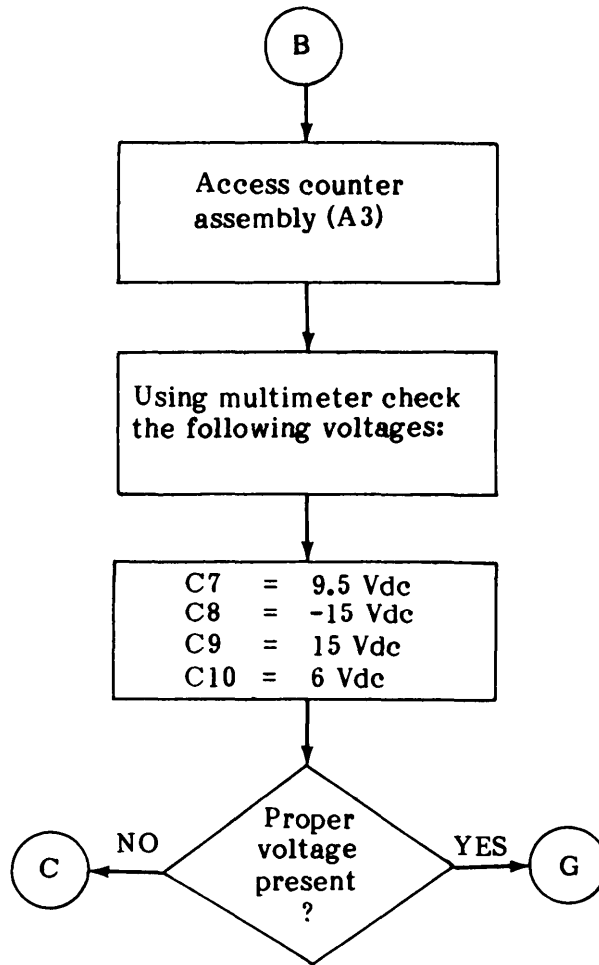 B
Access counter
assembly (A3)
Using multimeter check
the following voltages:
C7 = 9.5 Vdc
C8 = -15 Vdc
C9 = 15 Vdc
C10 = 6 Vdc
Proper
voltage
present
?
NO
YES
C
G